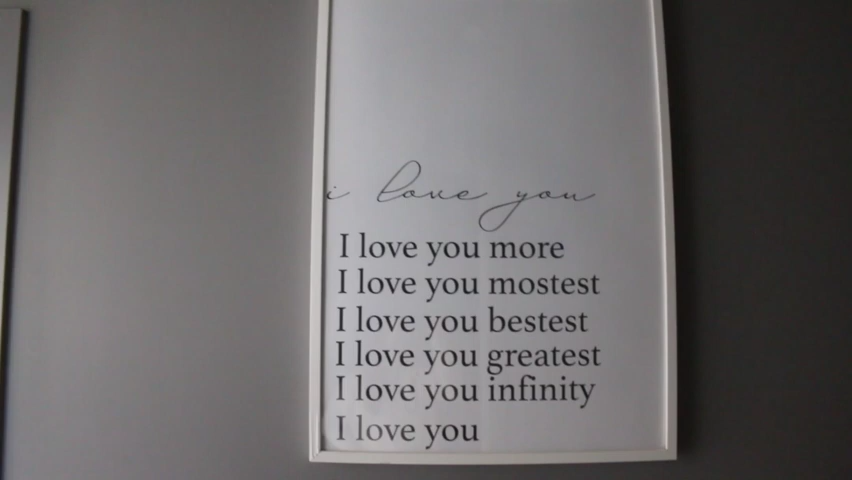 i love you
I love you more
I love you mostest
I love you bestest
I love you greatest
I love you infinity
I love you